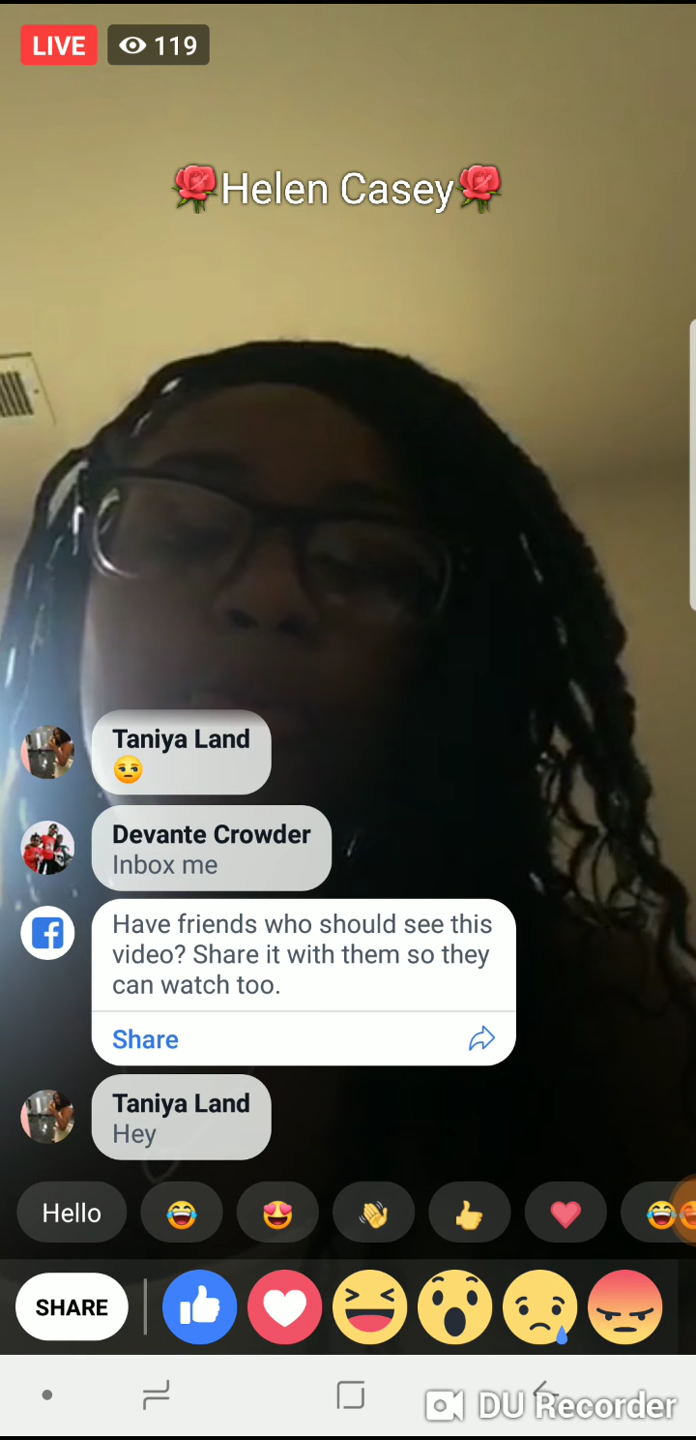 LIVE 119
🌹Helen Casey🌹
Taniya Land
😒
Devante Crowder
Inbox me
Have friends who should see this
video? Share it with them so they
can watch too.
Share
Taniya Land
Hey
Hello 😂 😍 👋 👍 ❤️ 😂
SHARE
DU Recorder